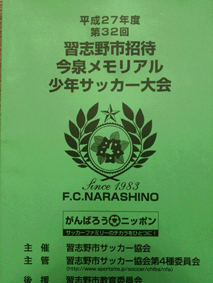 平成27年度
第32回
習志野市招待
今泉メモリアル
少年サッカー大会
Since 1983
F.C.NARASHINO
がんばろうニッポン
サッカーファミリーのチカラをひとつに!
主 催 習志野市サッカー協会
主 管 習志野市サッカー協会第4種委員会
後 援 習志野市教育委員会